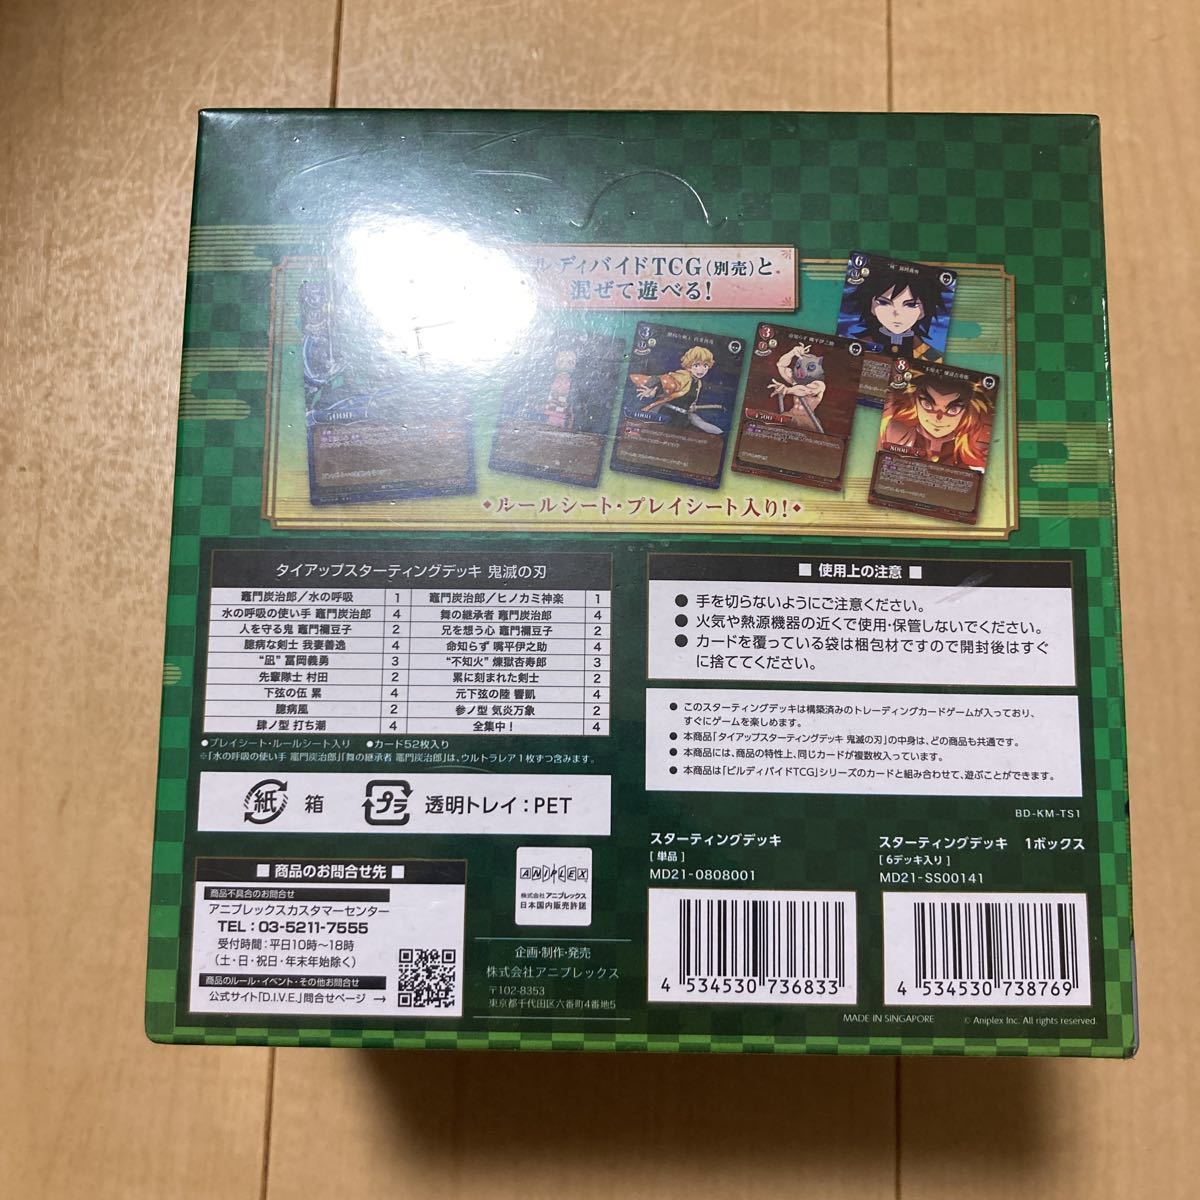 ルディバイドTCG(別売)と
混ぜて遊べる!
ルールシート・プレイシート入り!
タイアップスターティングデッキ 鬼滅の刃
竈門炭治郎/水の呼吸 1 竈門炭治郎/ヒノカミ神楽 1
水の呼吸の使い手 竈門炭治郎 4 舞の継承者 竈門炭治郎 4
人を守る鬼 竈門禰豆子 2 兄を想う心 竈門禰豆子 2
臆病な剣士 我妻善逸 4 命知らず 嘴平伊之助 4
“凪” 冨岡義勇 3 “不知火” 煉獄杏寿郎 3
先輩隊士 村田 2 累に刻まれた剣士 2
下弦の伍 累 4 元下弦の陸 響凱 4
臆病風 2 参ノ型 気炎万象 2
肆ノ型 打ち潮 4 全集中! 4
●プレイシート・ルールシート入り ●カード52枚入り
※「水の呼吸の使い手 竈門炭治郎」「舞の継承者 竈門炭治郎」は、ウルトラレア1枚ずつ含みます。
紙 箱 プラ 透明トレイ:PET
■ 商品のお問合せ先 ■
商品不具合のお問合せ
アニプレックスカスタマーセンター
TEL:03-5211-7555
受付時間:平日10時~18時
(土・日・祝日・年末年始除く)
商品のルール・イベント・その他お問合せ
公式サイト「D.I.V.E.」問合せページ →
ANIPLEX
株式会社アニプレックス
日本国内販売許諾
企画・制作・発売
株式会社アニプレックス
〒102-8353
東京都千代田区六番町4番地5
■ 使用上の注意 ■
● 手を切らないようにご注意ください。
● 火気や熱源機器の近くで使用・保管しないでください。
● カードを覆っている袋は梱包材ですので開封後はすぐ
に捨ててください。
● このスターティングデッキは構築済みのトレーディングカードゲームが入っており、
すぐにゲームを楽しめます。
● 本商品「タイアップスターティングデッキ 鬼滅の刃」の中身は、どの商品も共通です。
● 本商品には、商品の特性上、同じカードが複数枚入っています。
● 本商品は「ビルディバイドTCG」シリーズのカードと組み合わせて、遊ぶことができます。
BD-KM-TS1
スターティングデッキ
[単品]
MD21-0808001
4 534530 736833
スターティングデッキ 1ボックス
[6デッキ入り]
MD21-SS00141
4 534530 738769
MADE IN SINGAPORE
© Aniplex Inc. All rights reserved.